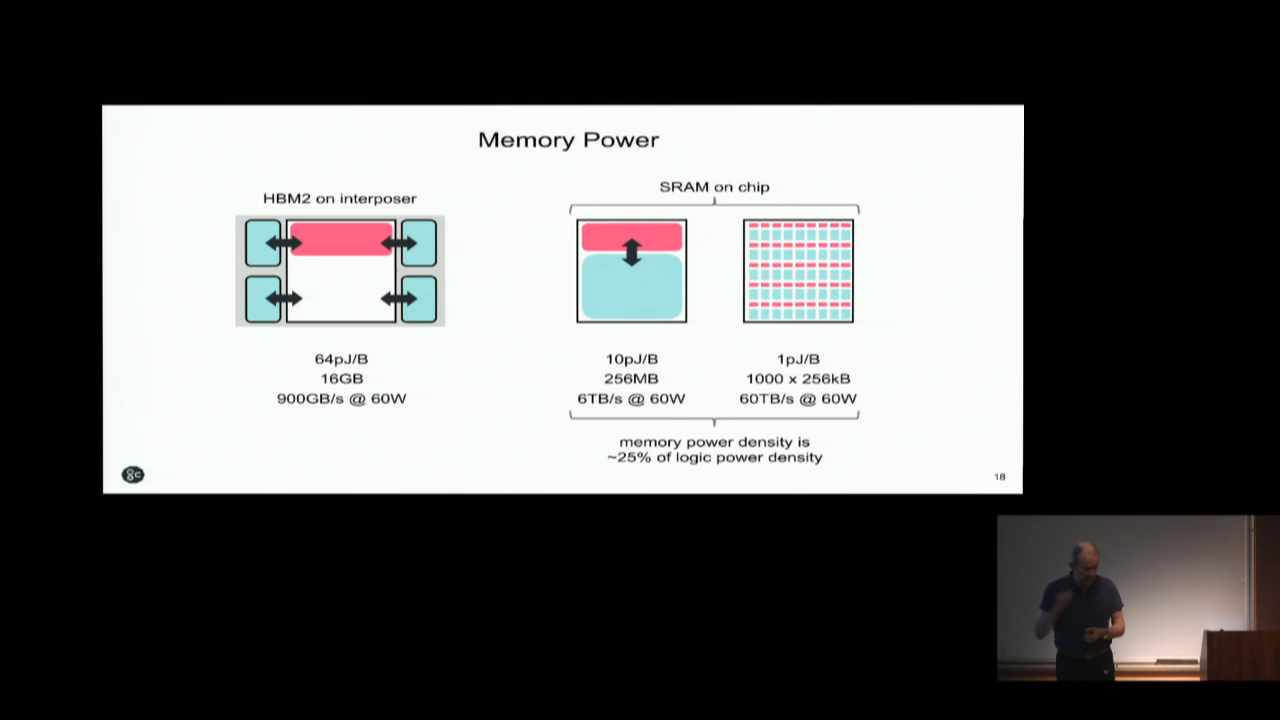 Memory Power
HBM2 on interposer
64pJ/B
16GB
900GB/s @ 60W
SRAM on chip
10pJ/B
256MB
6TB/s @ 60W
1pJ/B
1000 x 256kB
60TB/s @ 60W
memory power density is
~25% of logic power density
18